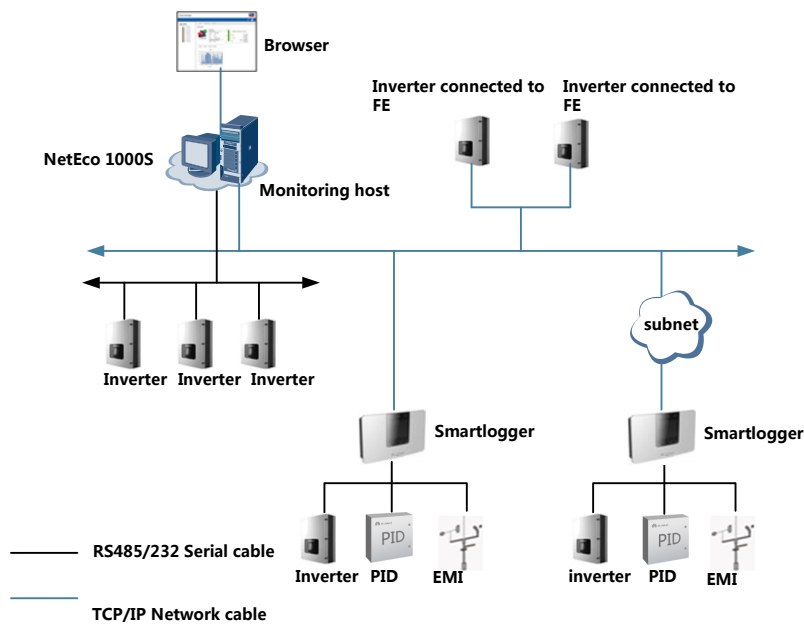 Browser
Inverter connected to
FE
Inverter connected to
FE
NetEco 1000S
Monitoring host
subnet
Inverter
Inverter
Inverter
Smartlogger
Smartlogger
PID
PID
Inverter
PID
EMI
inverter
PID
EMI
RS485/232 Serial cable
TCP/IP Network cable